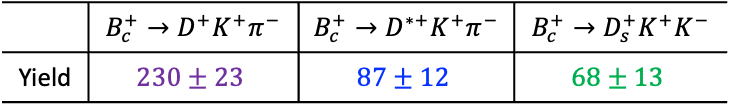 B_c^+ → D^+K^+π^- B_c^+ → D^{*+}K^+π^- B_c^+ → D_s^+K^+K^-
Yield 230 ± 23 87 ± 12 68 ± 13